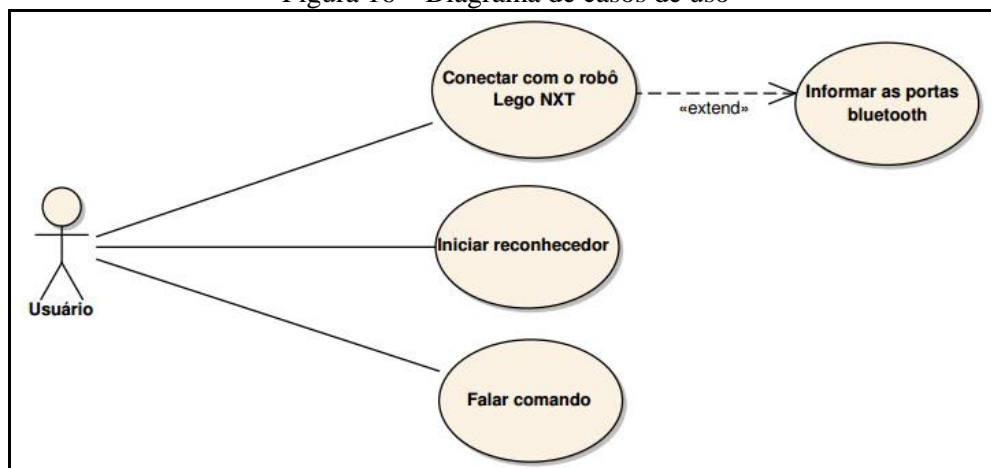 Conectar com o robô
Lego NXT
«extend»
Informar as portas
bluetooth
Iniciar reconhecedor
Usuário
Falar comando